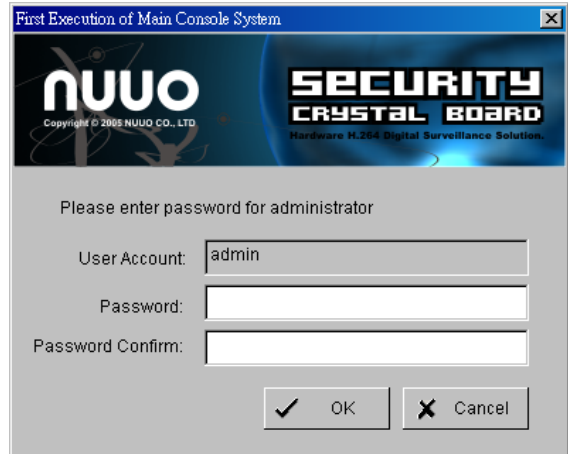 First Execution of Main Console System
NUUO
Copyright © 2005 NUUO CO., LTD
SECURITY
CRYSTAL BOARD
Hardware H.264 Digital Surveillance Solution.
Please enter password for administrator
User Account:
admin
Password:
Password Confirm:
OK
Cancel